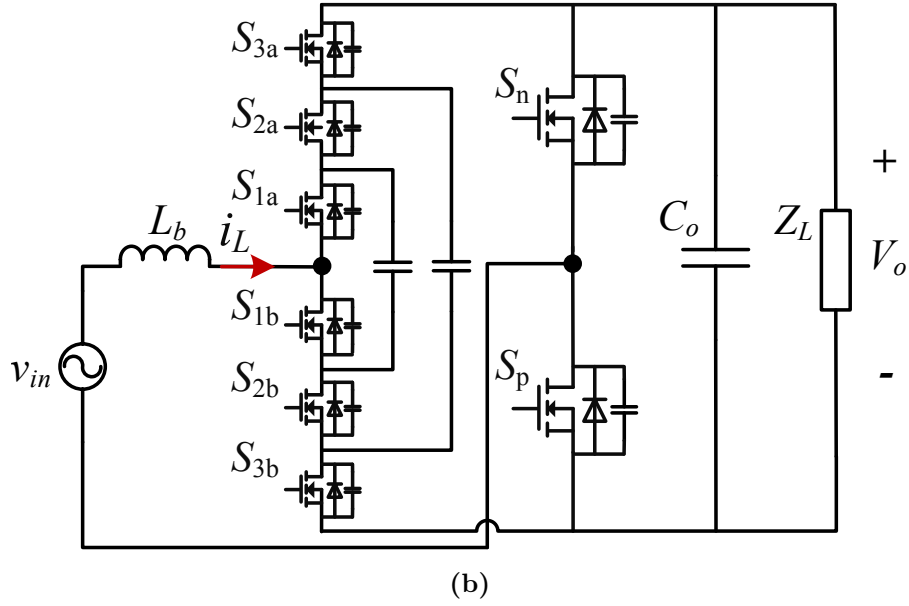 S3a
S2a
S1a
Lb
iL
S1b
vin
S2b
S3b
Sn
Sp
Co
ZL
+
Vo
-
(b)